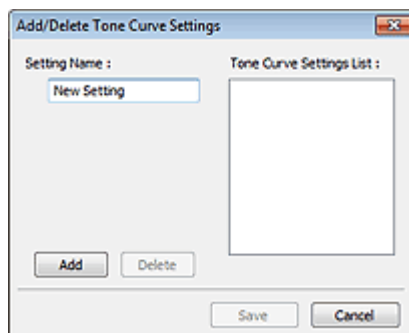 Add/Delete Tone Curve Settings
Setting Name :
Tone Curve Settings List :
New Setting
Add
Delete
Save
Cancel